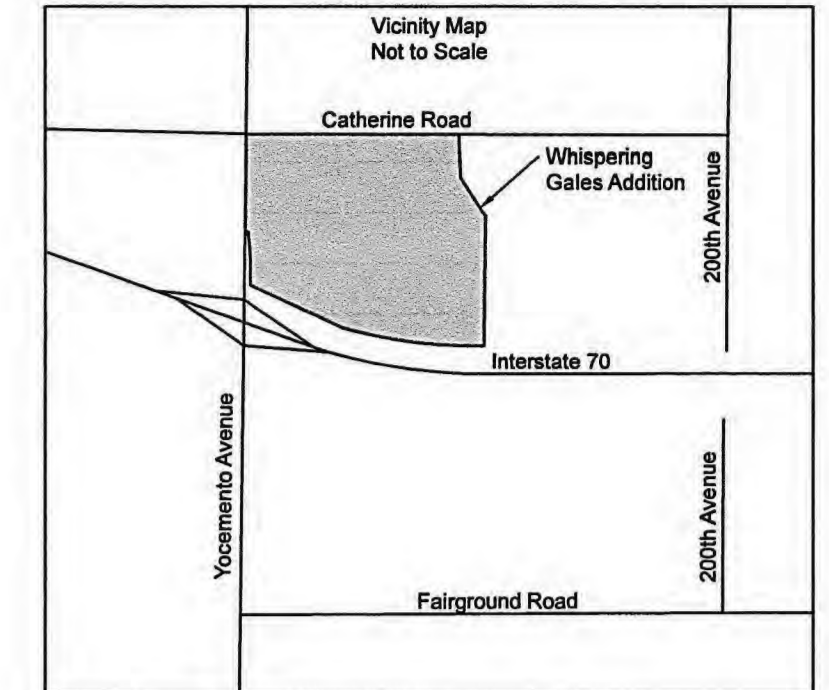 Vicinity Map
Not to Scale
Catherine Road
Whispering
Gales Addition
200th Avenue
Interstate 70
Yocemento Avenue
200th Avenue
Fairground Road